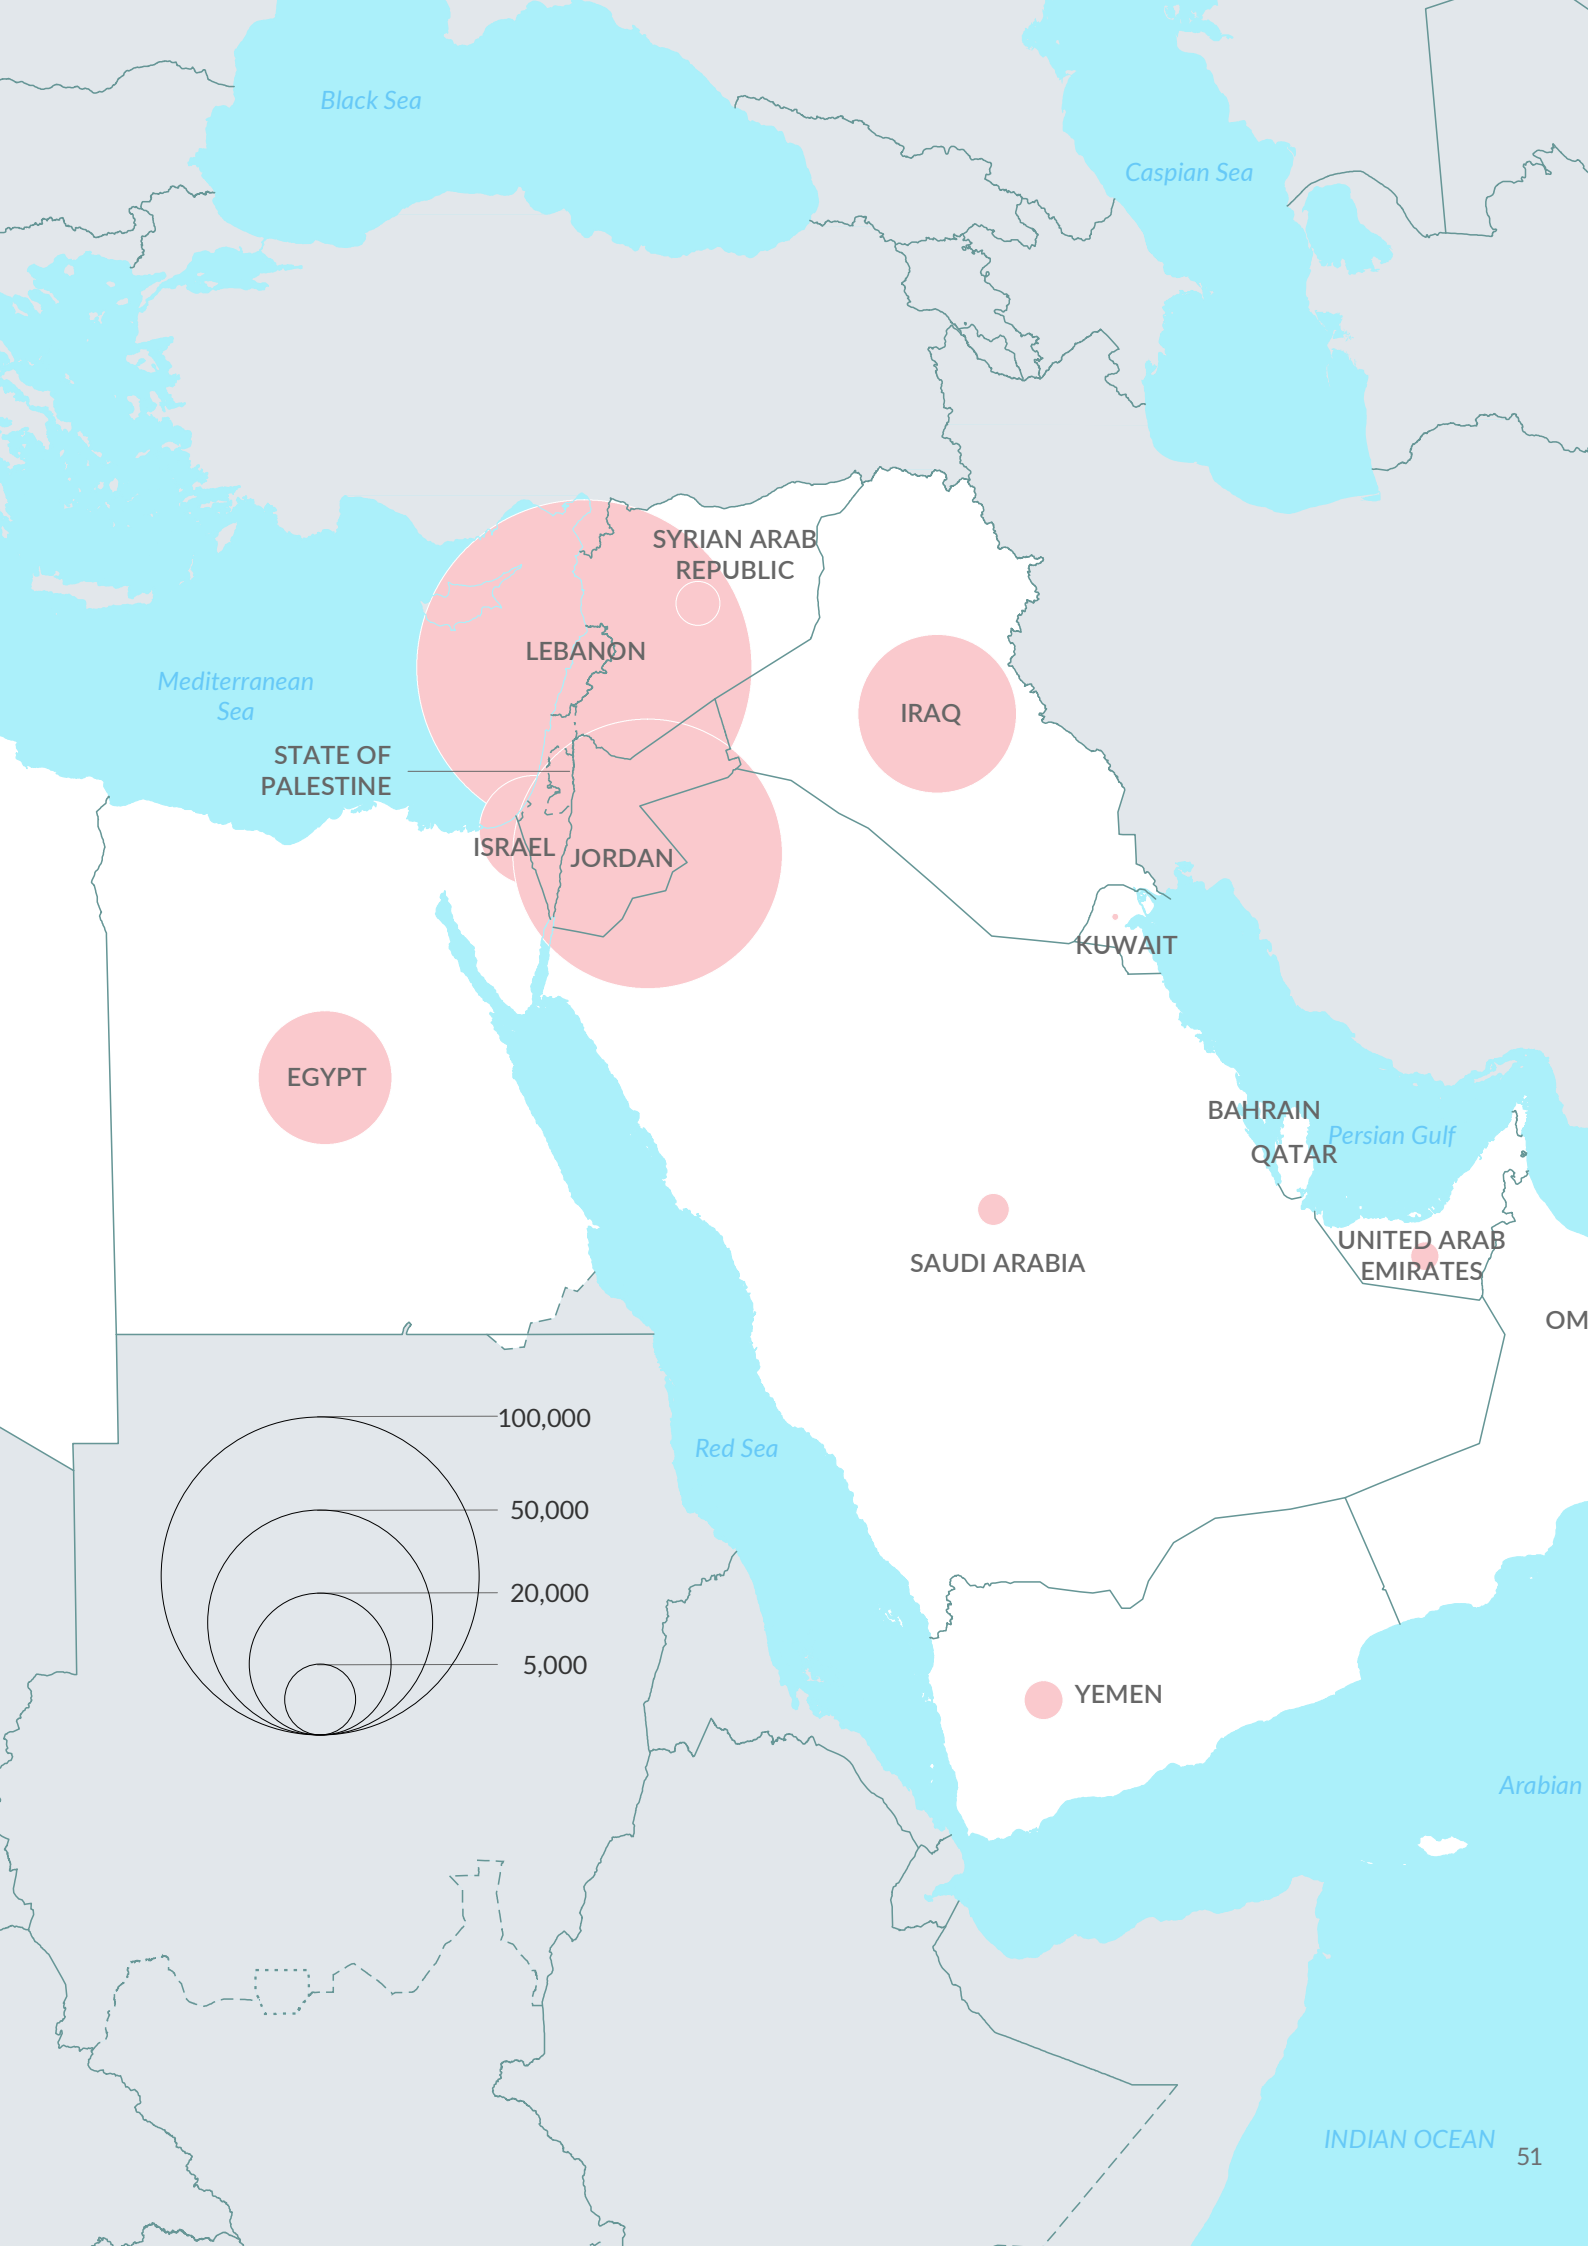 Black Sea
Caspian Sea
SYRIAN ARAB
REPUBLIC
LEBANON
Mediterranean
Sea
IRAQ
STATE OF
PALESTINE
ISRAEL
JORDAN
KUWAIT
EGYPT
BAHRAIN
Persian Gulf
QATAR
SAUDI ARABIA
UNITED ARAB
EMIRATES
OM
100,000
Red Sea
50,000
20,000
5,000
YEMEN
Arabian
INDIAN OCEAN
51